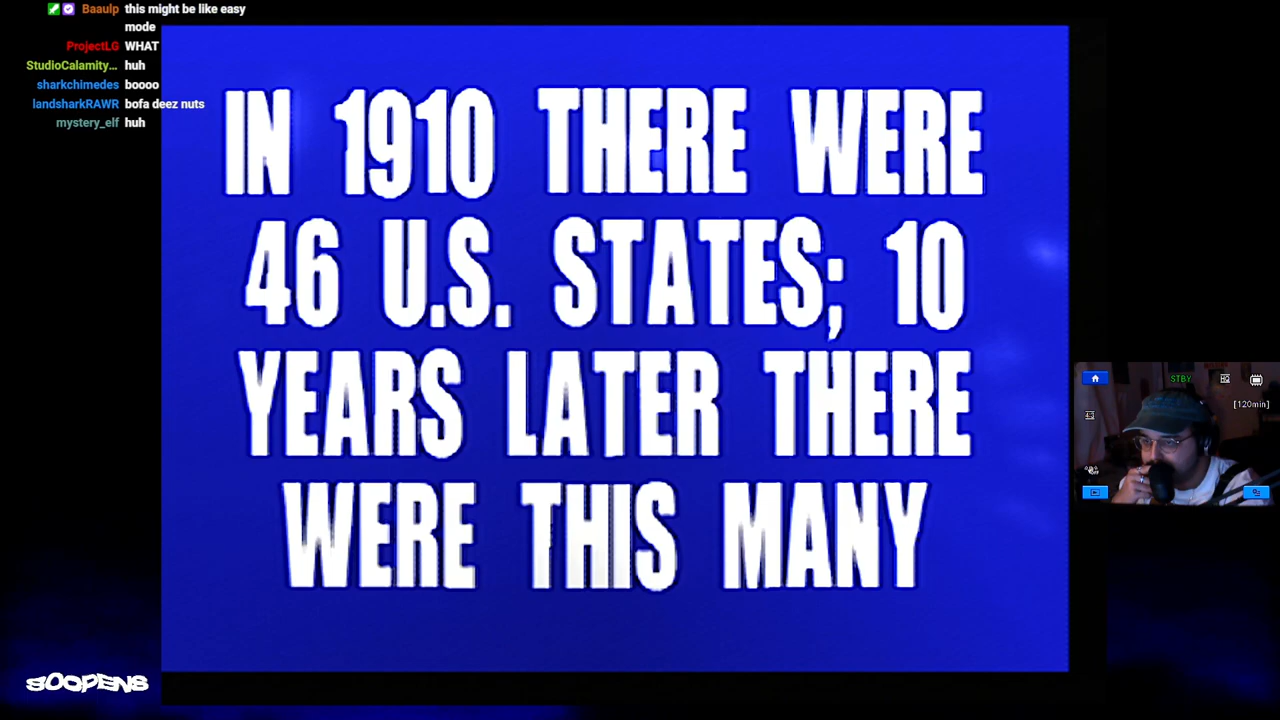 Baaulp this might be like easy
mode
ProjectLG WHAT
StudioCalamity… huh
sharkchimedes boooo
landsharkRAWR bofa deez nuts
mystery_elf huh
IN 1910 THERE WERE
46 U.S. STATES; 10
YEARS LATER THERE
WERE THIS MANY
STBY HQ
[120min]
SOOPENS